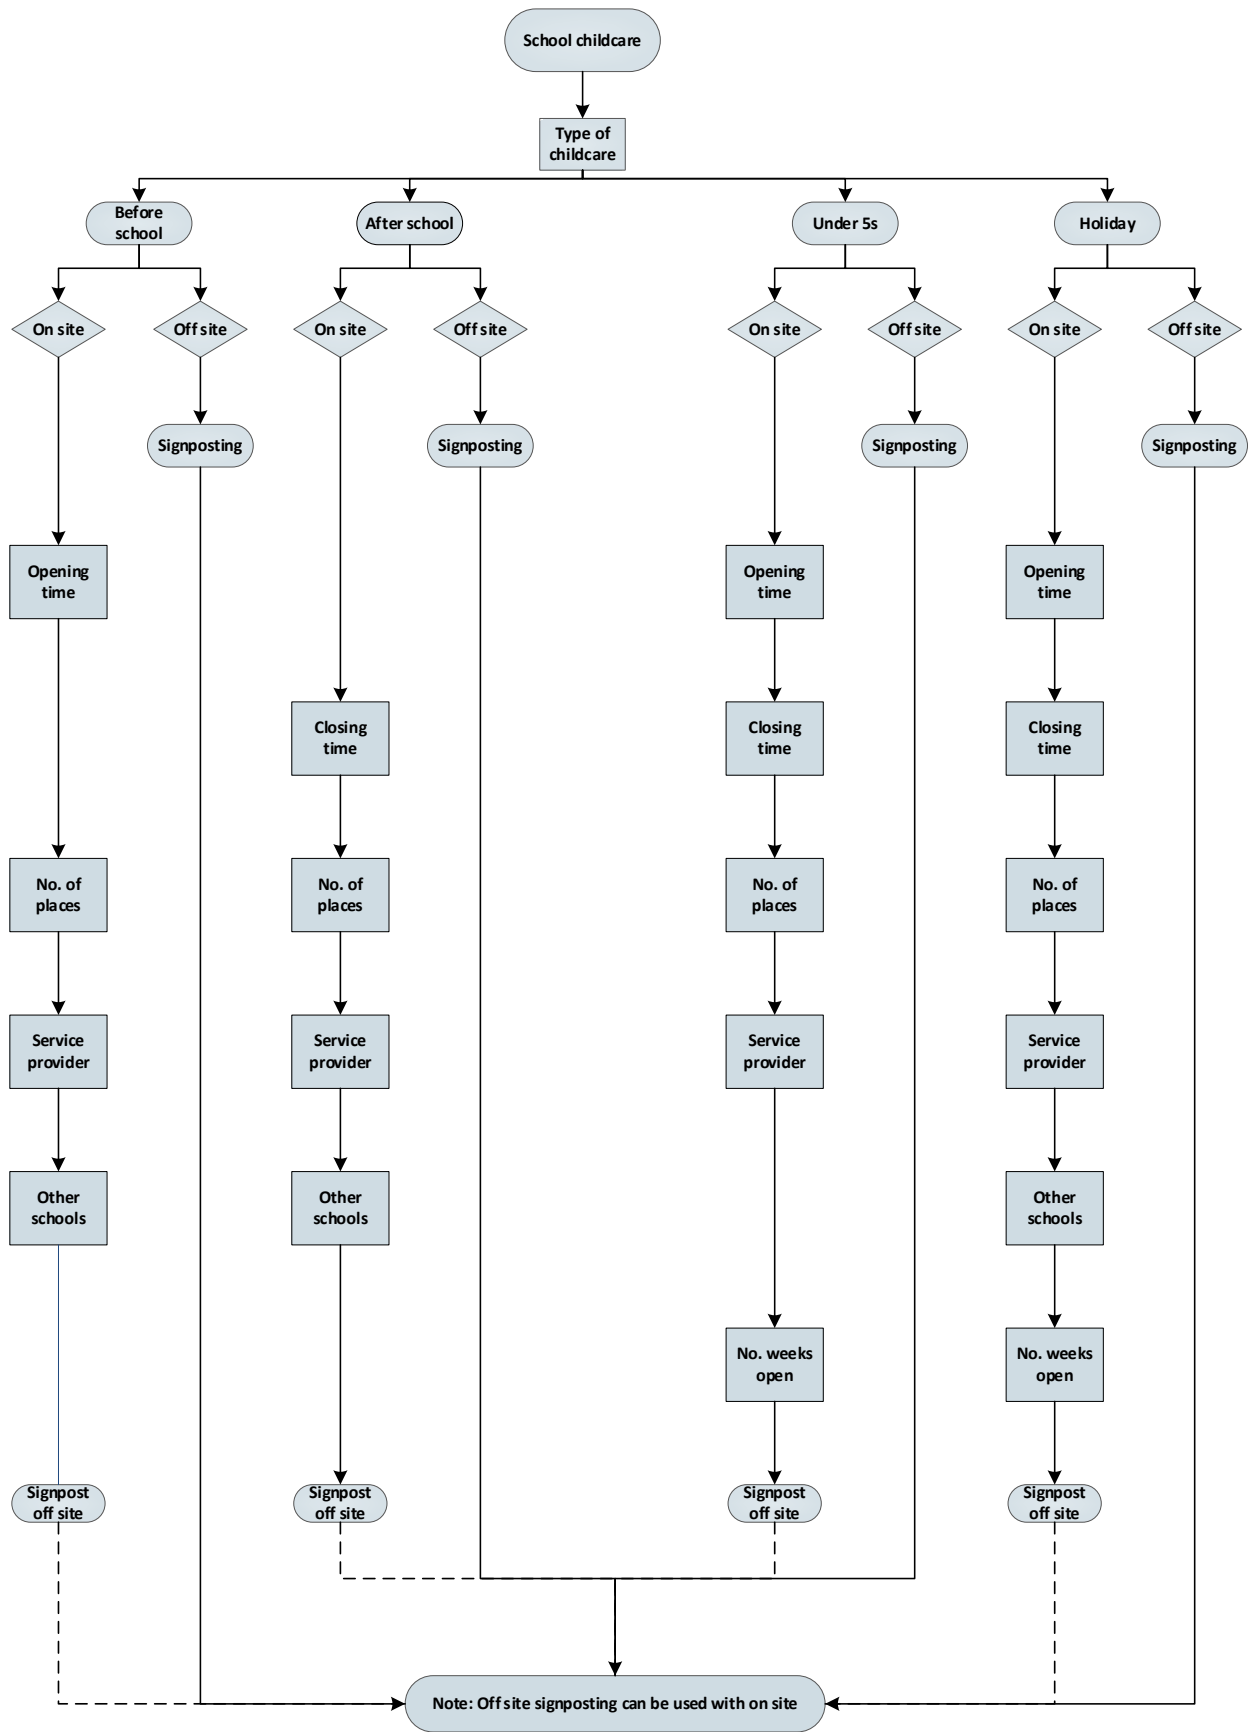 School childcare
Type of
childcare
Before
school
After school
Under 5s
Holiday
On site
Off site
On site
Off site
On site
Off site
On site
Off site
Signposting
Signposting
Signposting
Signposting
Opening
time
Opening
time
Opening
time
Closing
time
Closing
time
Closing
time
No. of
places
No. of
places
No. of
places
No. of
places
Service
provider
Service
provider
Service
provider
Service
provider
Other
schools
Other
schools
Other
schools
No. weeks
open
No. weeks
open
Signpost
off site
Signpost
off site
Signpost
off site
Signpost
off site
Note: Off site signposting can be used with on site